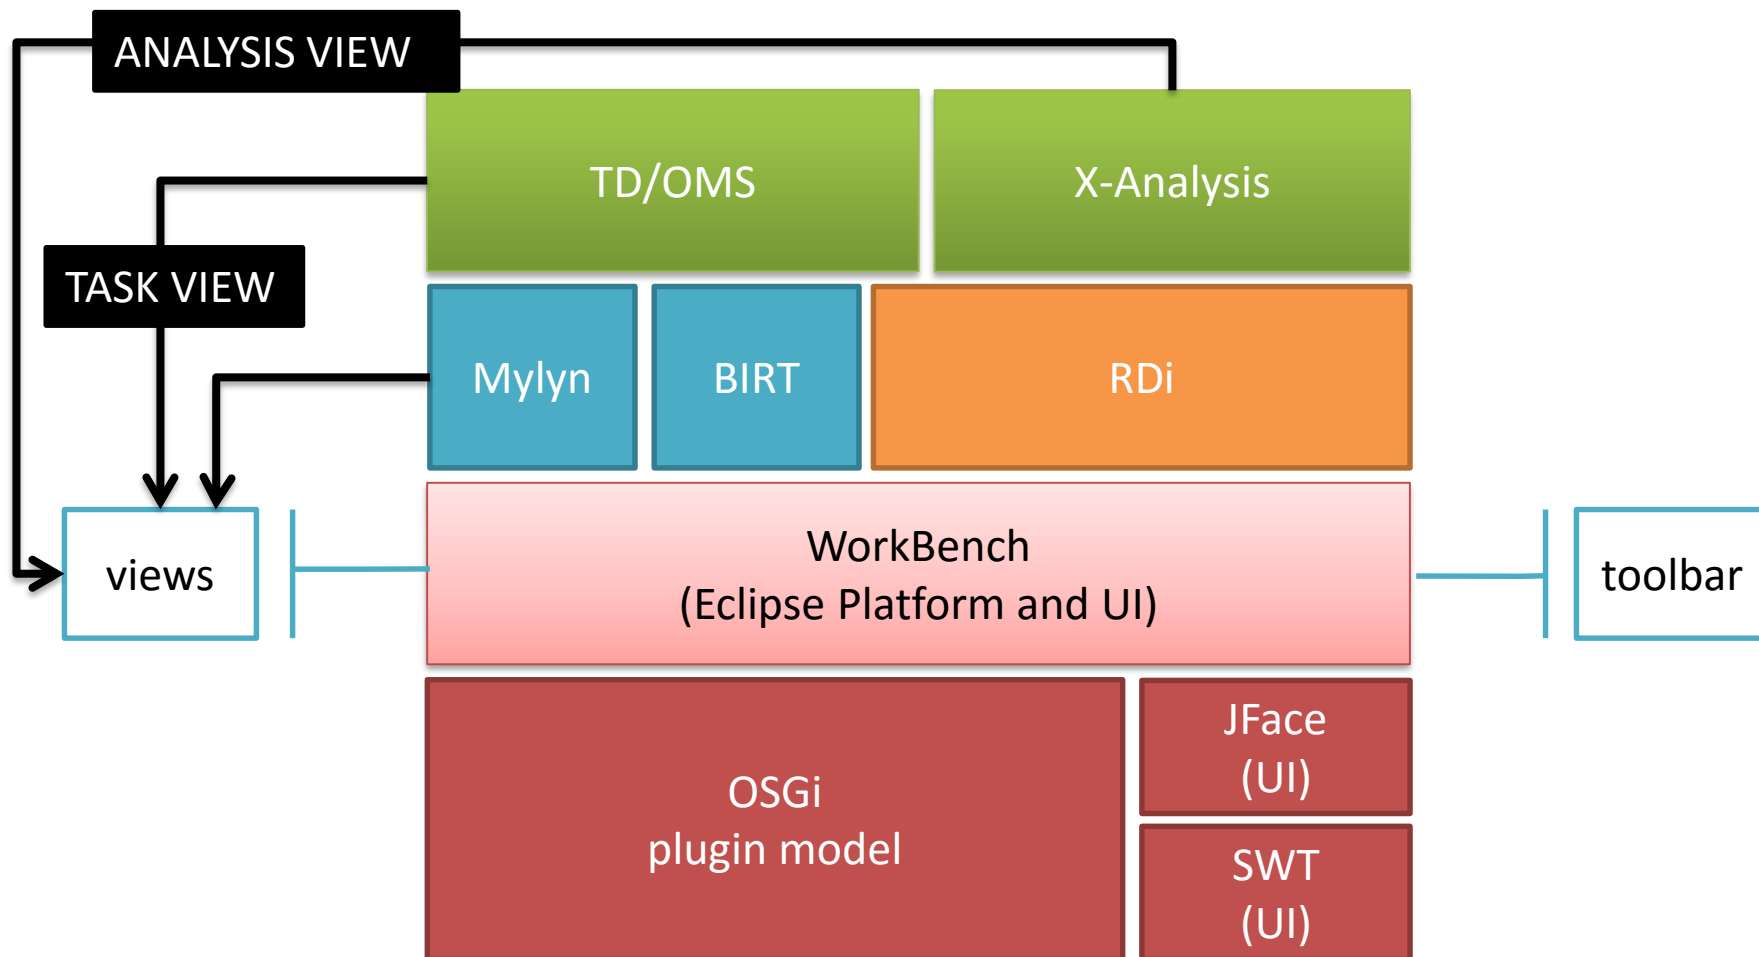 ANALYSIS VIEW
TD/OMS
X-Analysis
TASK VIEW
Mylyn
BIRT
RDi
views
WorkBench
(Eclipse Platform and UI)
toolbar
OSGi
plugin model
JFace
(UI)
SWT
(UI)